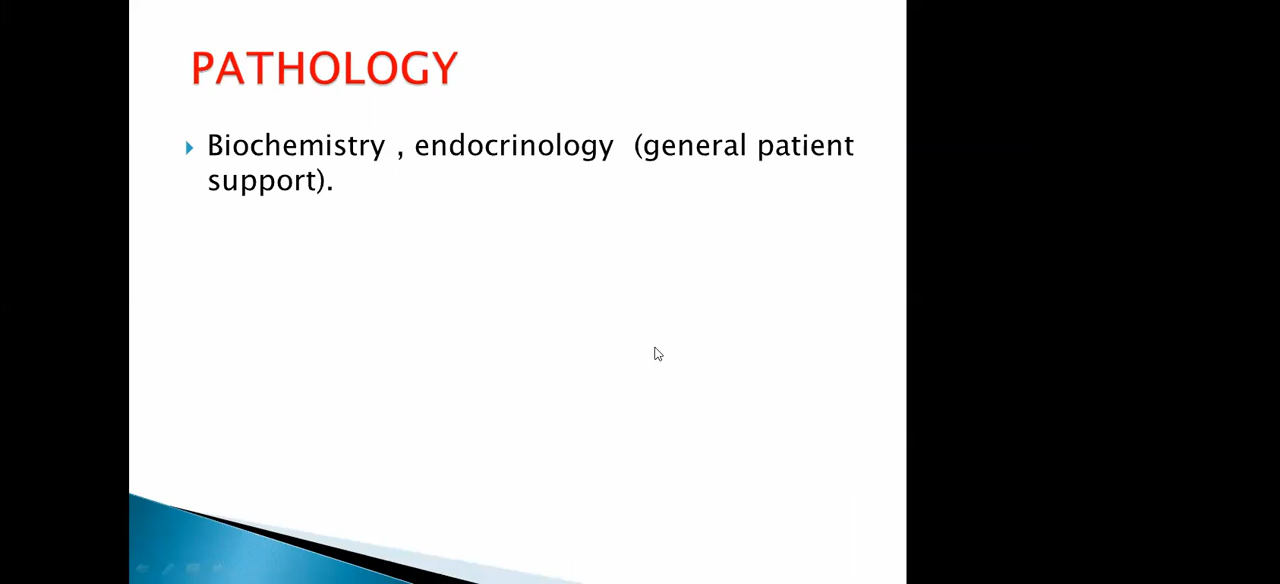 PATHOLOGY
Biochemistry , endocrinology (general patient
support).